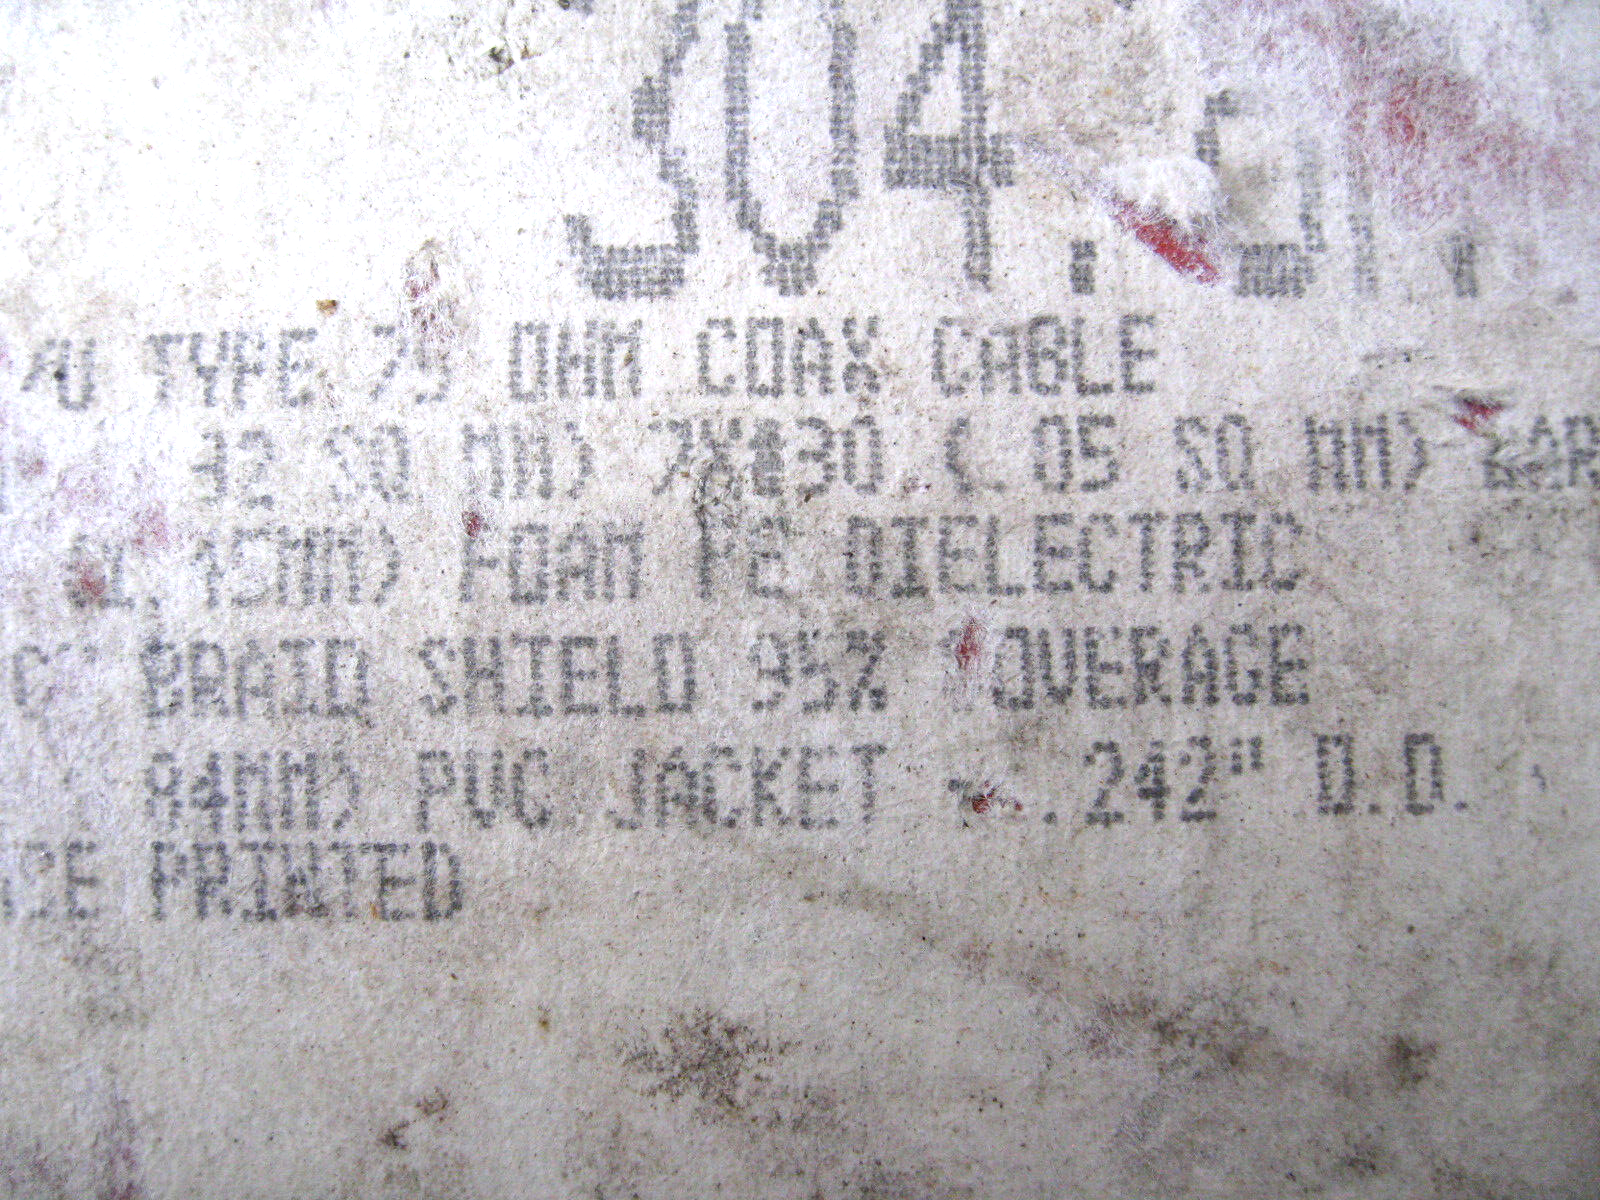 304.
TYPE 75 OHM COAX CABLE
32 SQ MM) 7X#30 (.05 SQ MM)
15MM) FOAM PE DIELECTRIC
BRAID SHIELD 95% COVERAGE
84MM) PVC JACKET .242" O.D.
PRINTED